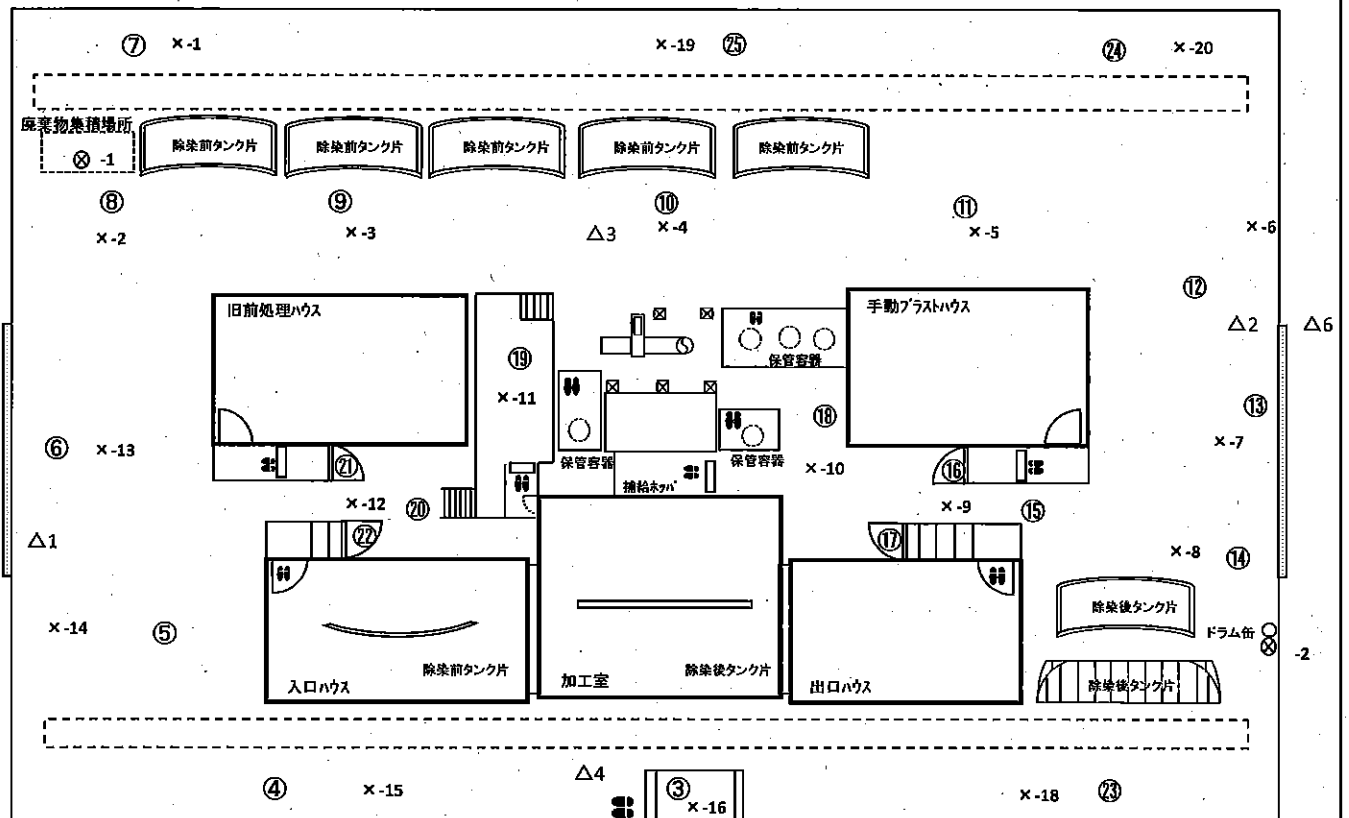 ⑦ ×-1 ×-19 ㉕ ㉔ ×-20
廃棄物集積場所
⊗ -1 除染前タンク片 除染前タンク片 除染前タンク片 除染前タンク片 除染前タンク片
⑧ ⑨ ⑩ ⑪
×-2 ×-3 △3 ×-4 ×-5 ×-6
⑫
旧前処理ハウス 手動ブラストハウス
△2 △6
⑲ 保管容器
×-11 ⑱ ⑬
⑥ ×-13 ×-7
㉑ 保管容器 保管容器 ×-10 ⑯
補給ホッパ
×-12 ⑳ ×-9 ⑮
△1 ㉒ ⑰ ×-8 ⑭
除染後タンク片
×-14 ⑤ ドラム缶
⊗ -2
除染前タンク片 除染後タンク片
入口ハウス 加工室 出口ハウス 除染後タンク片
④ ×-15 △4 ③ ×-16 ×-18 ㉓